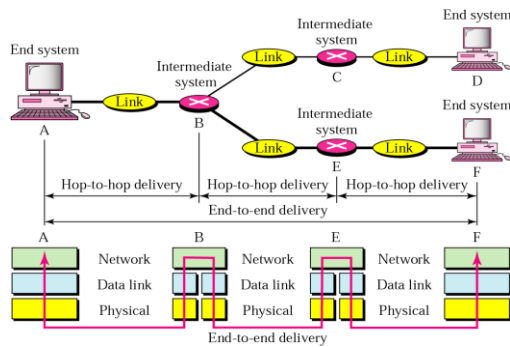 End system
A
Link
Intermediate
system
B
Link
Intermediate
system
C
Link
End system
D
Link
Intermediate
system
E
Link
End system
F
Hop-to-hop delivery
Hop-to-hop delivery
Hop-to-hop delivery
End-to-end delivery
A B E F
Network Network Network
Data link Data link Data link
Physical Physical Physical
End-to-end delivery